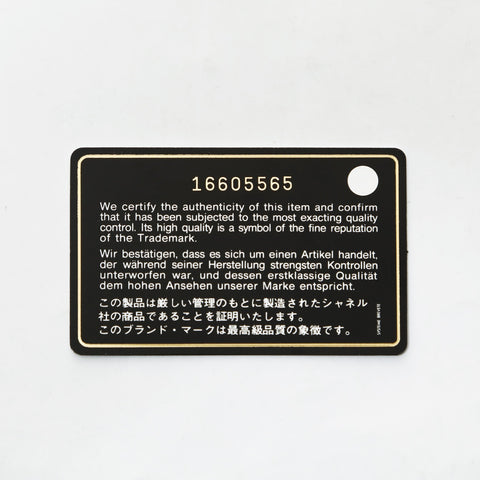 16605565
We certify the authenticity of this item and confirm
that it has been subjected to the most exacting quality
control. Its high quality is a symbol of the fine reputation
of the Trademark.
Wir bestätigen, dass es sich um einen Artikel handelt,
der während seiner Herstellung strengsten Kontrollen
unterworfen war, und dessen erstklassige Qualität
dem hohen Ansehen unserer Marke entspricht.
この製品は厳しい管理のもとに製造されたシャネル
社の商品であることを証明いたします。
このブランド・マークは最高級品質の象徴です。